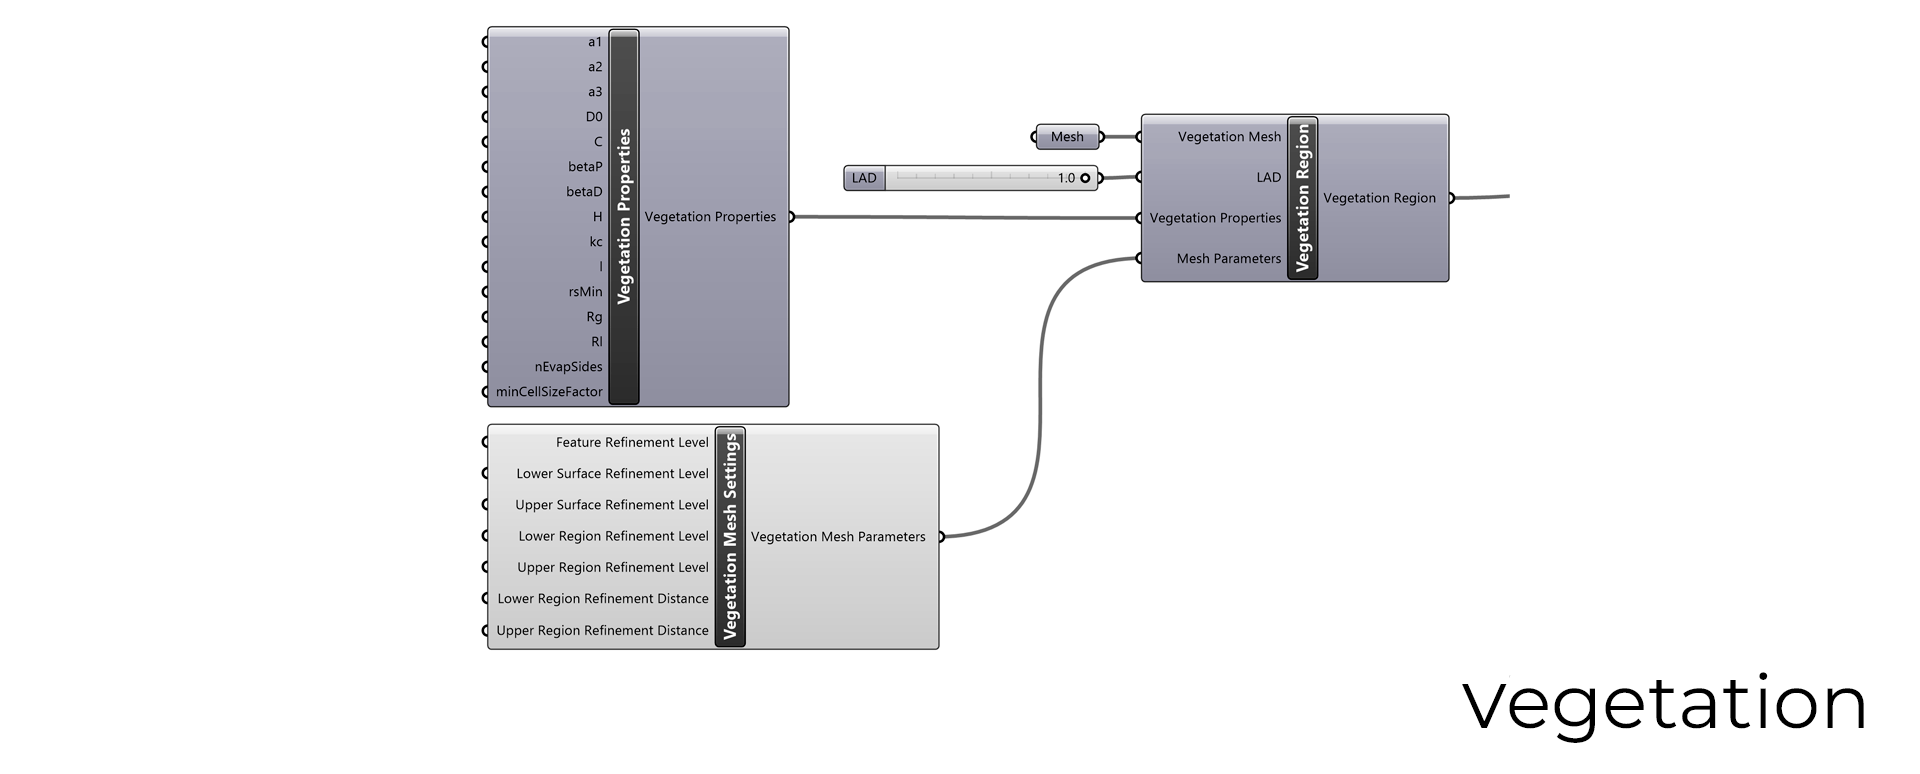 a1
a2
a3
D0
C
betaP
betaD
H
kc
l
rsMin
Rg
Rl
nEvapSides
minCellSizeFactor
Vegetation Properties
Vegetation Properties
Feature Refinement Level
Lower Surface Refinement Level
Upper Surface Refinement Level
Lower Region Refinement Level
Upper Region Refinement Level
Lower Region Refinement Distance
Upper Region Refinement Distance
Vegetation Mesh Settings
Vegetation Mesh Parameters
Mesh
LAD 1.0
Vegetation Mesh
LAD
Vegetation Properties
Mesh Parameters
Vegetation Region
Vegetation Region
Vegetation